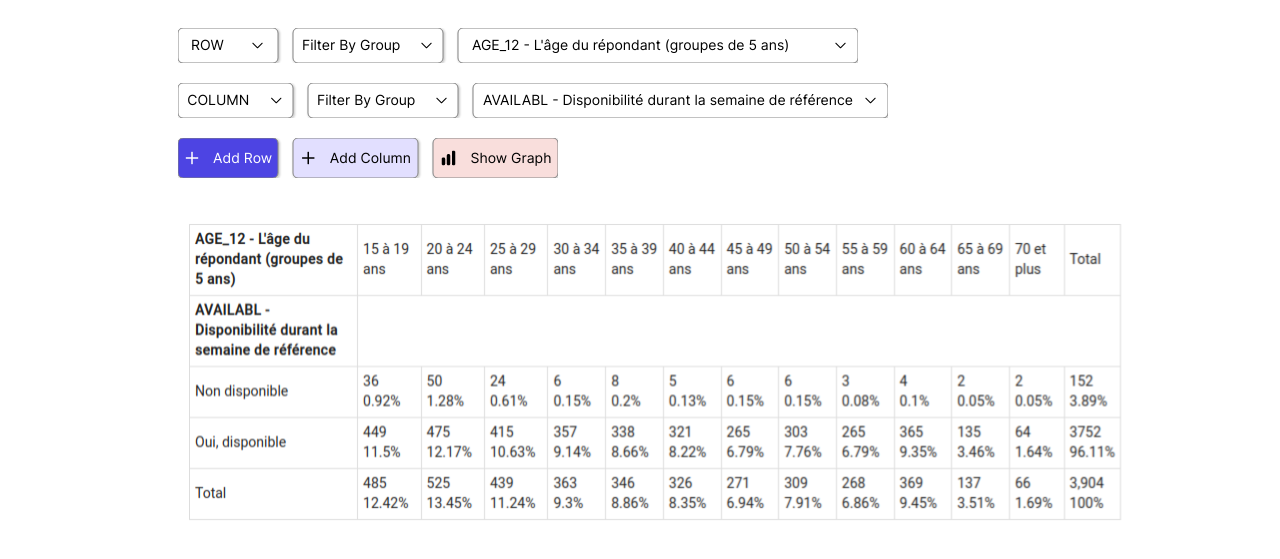 ROW Filter By Group AGE_12 - L'âge du répondant (groupes de 5 ans)
COLUMN Filter By Group AVAILABL - Disponibilité durant la semaine de référence
Add Row Add Column Show Graph
AGE_12 - L'âge du
répondant (groupes de
5 ans)
15 à 19
ans
20 à 24
ans
25 à 29
ans
30 à 34
ans
35 à 39
ans
40 à 44
ans
45 à 49
ans
50 à 54
ans
55 à 59
ans
60 à 64
ans
65 à 69
ans
70 et
plus
Total
AVAILABL -
Disponibilité durant la
semaine de référence
Non disponible
36 50 24 6 8 5 6 6 3 4 2 2 152
0.92% 1.28% 0.61% 0.15% 0.2% 0.13% 0.15% 0.15% 0.08% 0.1% 0.05% 0.05% 3.89%
Oui, disponible
449 475 415 357 338 321 265 303 265 365 135 64 3752
11.5% 12.17% 10.63% 9.14% 8.66% 8.22% 6.79% 7.76% 6.79% 9.35% 3.46% 1.64% 96.11%
Total
485 525 439 363 346 326 271 309 268 369 137 66 3,904
12.42% 13.45% 11.24% 9.3% 8.86% 8.35% 6.94% 7.91% 6.86% 9.45% 3.51% 1.69% 100%